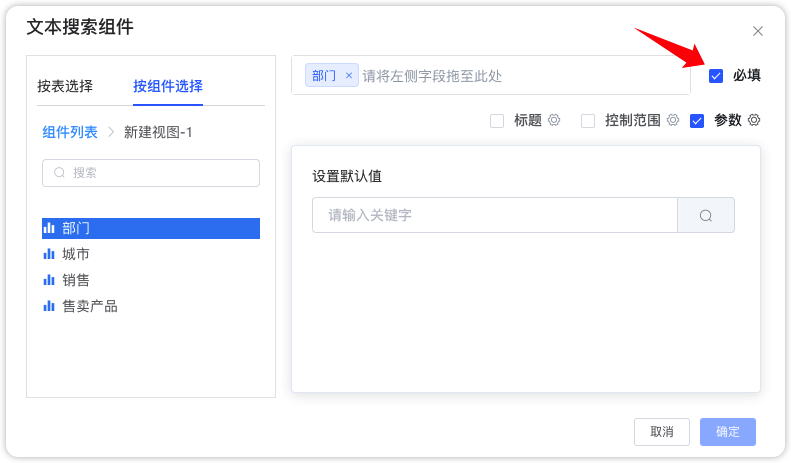 文本搜索组件
按表选择 按组件选择
组件列表 新建视图-1
搜索
部门
城市
销售
售卖产品
部门 × 请将左侧字段拖至此处
必填
标题 控制范围 参数
设置默认值
请输入关键字
取消 确定